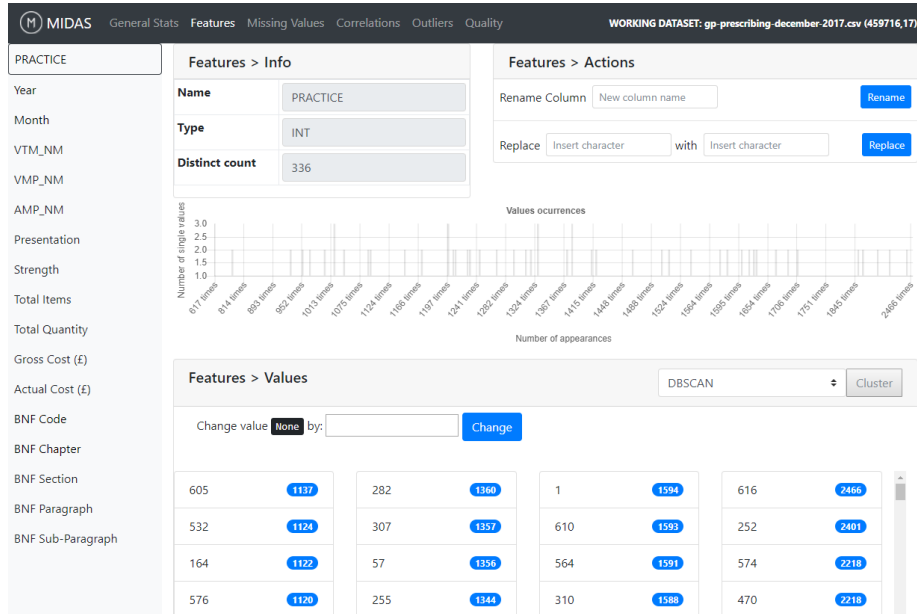 M MIDAS General Stats Features Missing Values Correlations Outliers Quality WORKING DATASET: gp-prescribing-december-2017.csv (459716,17)
PRACTICE
Year
Month
VTM_NM
VMP_NM
AMP_NM
Presentation
Strength
Total Items
Total Quantity
Gross Cost (£)
Actual Cost (£)
BNF Code
BNF Chapter
BNF Section
BNF Paragraph
BNF Sub-Paragraph
Features > Info
Name PRACTICE
Type INT
Distinct count 336
Features > Actions
Rename Column New column name Rename
Replace Insert character with Insert character Replace
Values ocurrences
Number of single values
3.0
2.5
2.0
1.5
1.0
617 times 814 times 893 times 952 times 1013 times 1075 times 1124 times 1166 times 1197 times 1241 times 1282 times 1324 times 1367 times 1415 times 1448 times 1486 times 1524 times 1564 times 1595 times 1654 times 1706 times 1751 times 1845 times 2466 times
Number of appearances
Features > Values DBSCAN Cluster
Change value None by: Change
605 1137 282 1360 1 1594 616 2466
532 1124 307 1357 610 1593 252 2401
164 1122 57 1356 564 1591 574 2218
576 1120 255 1344 310 1588 470 2218